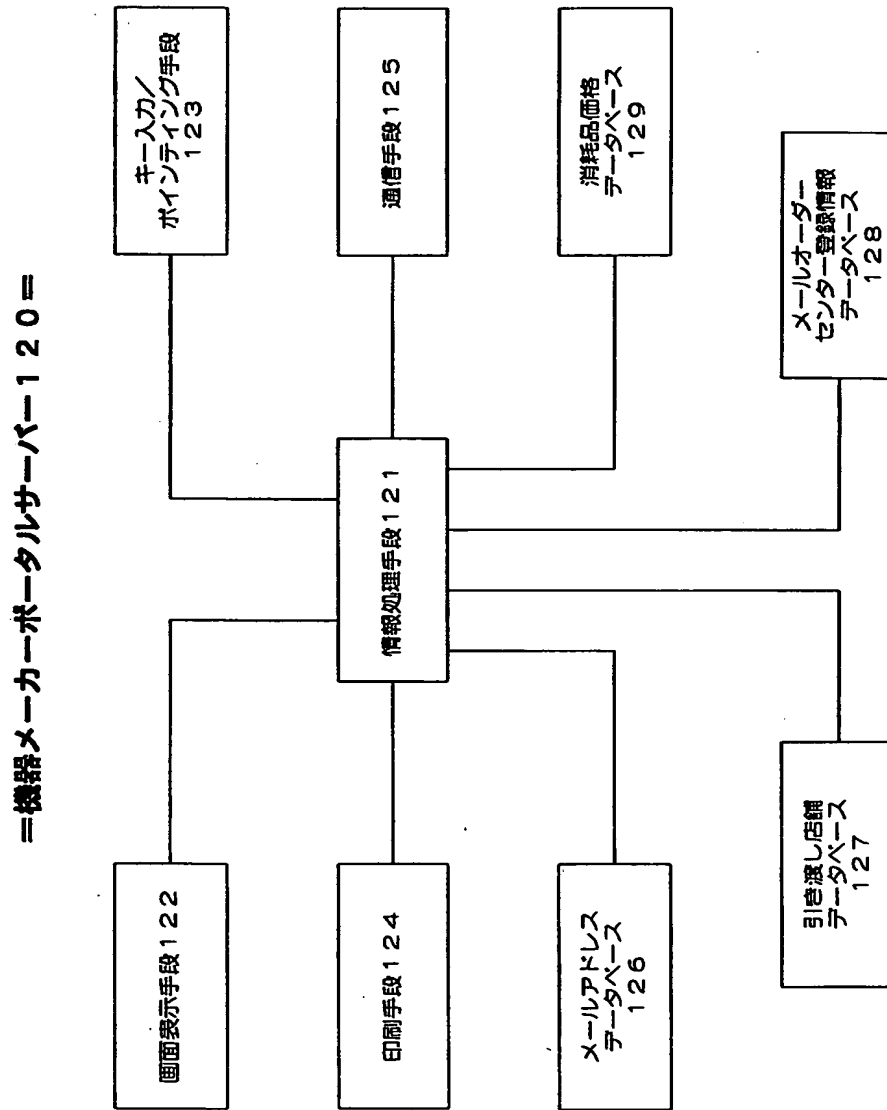 =機器メーカーポータルサーバー120=
画面表示手段122
キー入力/
ポインティング手段
123
印刷手段124
情報処理手段121
通信手段125
メールアドレス
データベース
126
消耗品価格
データベース
129
引き渡し店舗
データベース
127
メールオーダー
センター登録情報
データベース
128